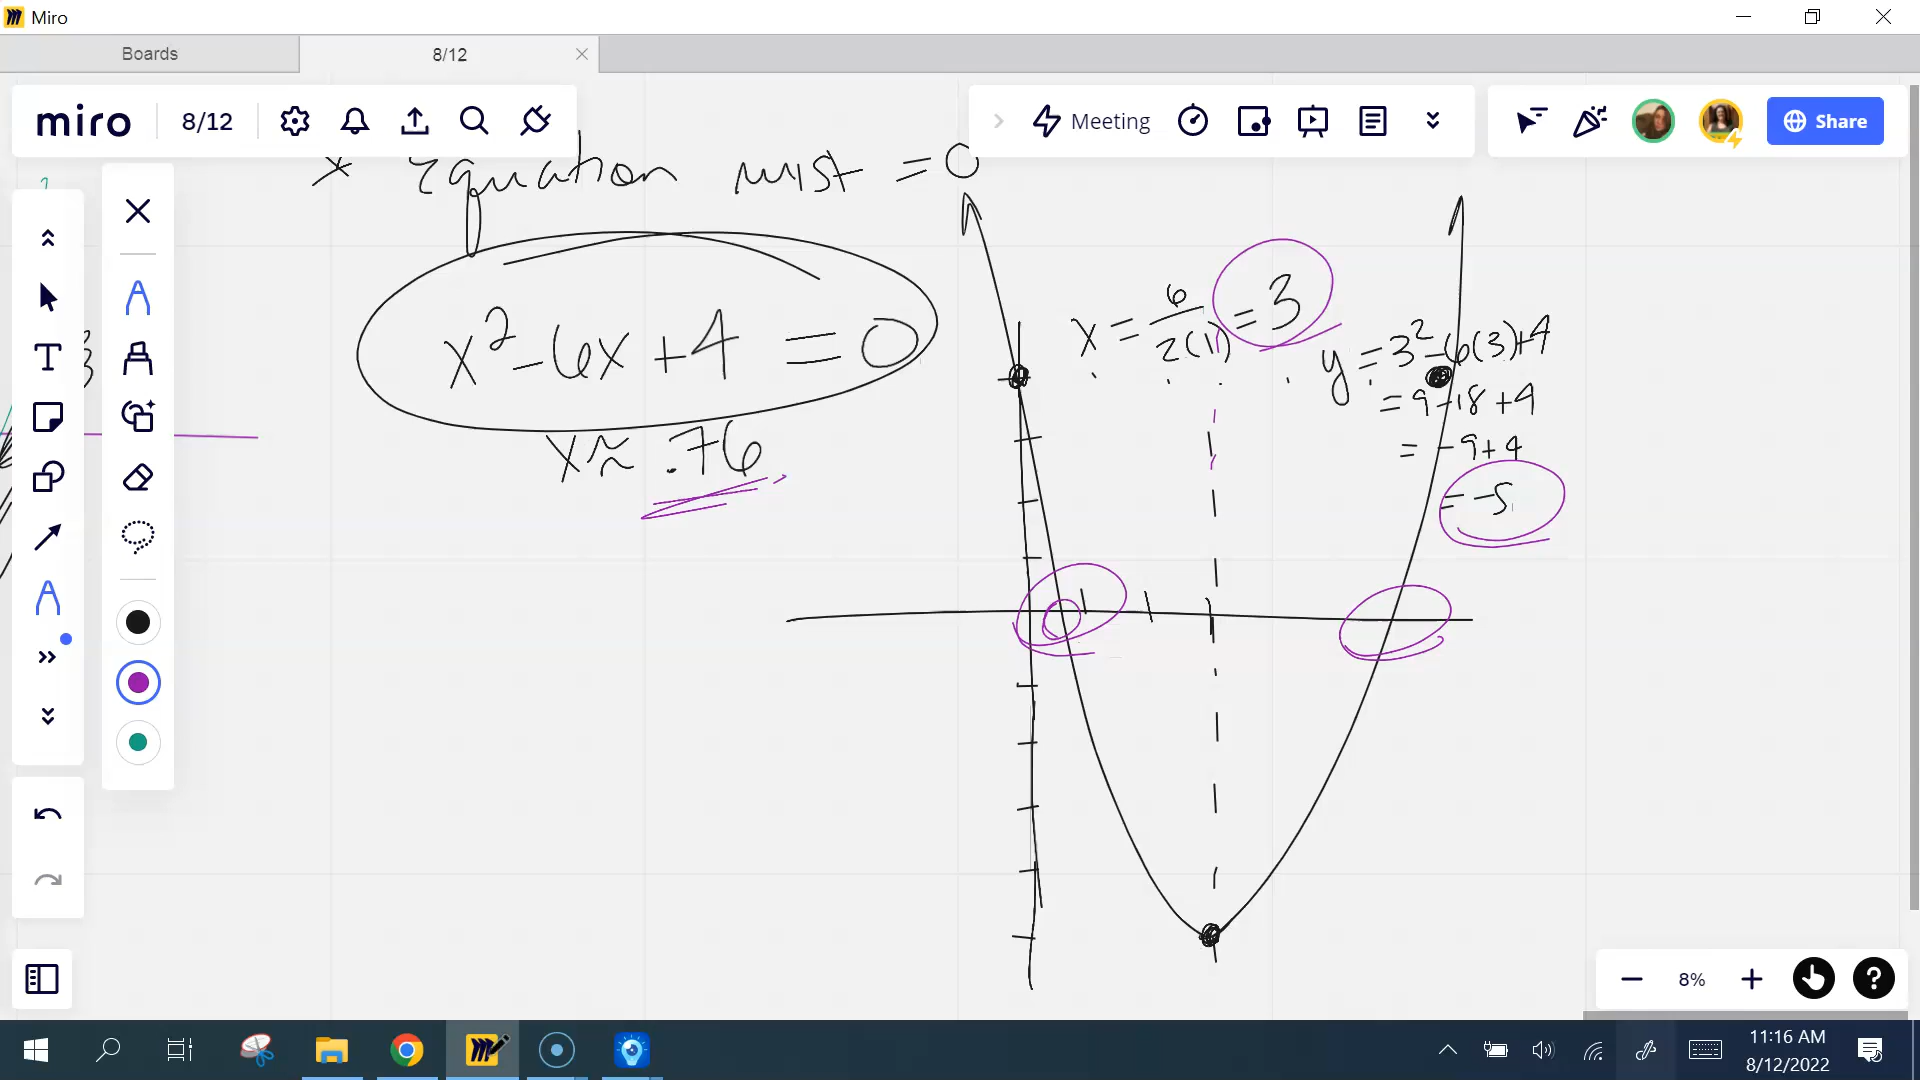 Miro
Boards
8/12
miro
8/12
Meeting
Share
x Equation mist = 0
x² - 6x + 4 = 0
x ≈ .76
x = 6/2(1) = 3
y = 3² - 6(3) + 4
= 9 - 18 + 4
= -9 + 4
= -5
8%
11:16 AM
8/12/2022